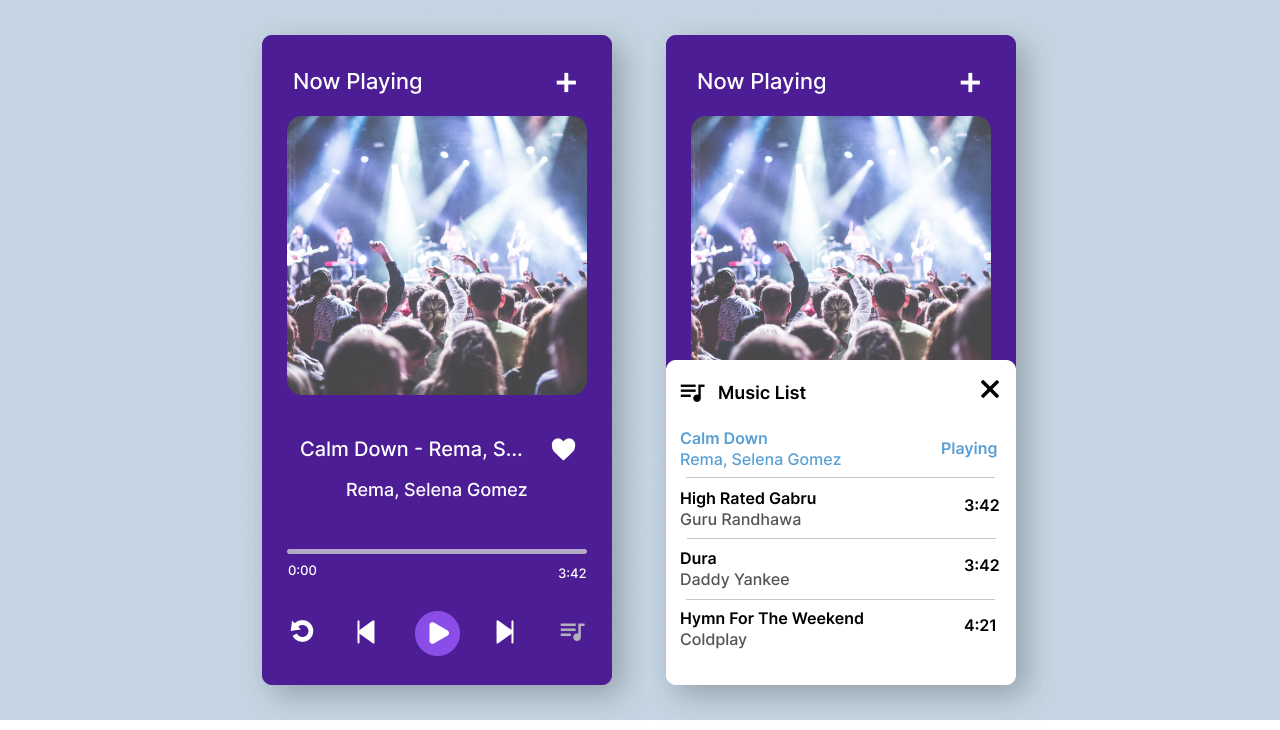 Now Playing
Calm Down - Rema, S...
Rema, Selena Gomez
0:00
3:42
Now Playing
Music List
Calm Down
Rema, Selena Gomez
Playing
High Rated Gabru
Guru Randhawa
3:42
Dura
Daddy Yankee
3:42
Hymn For The Weekend
Coldplay
4:21